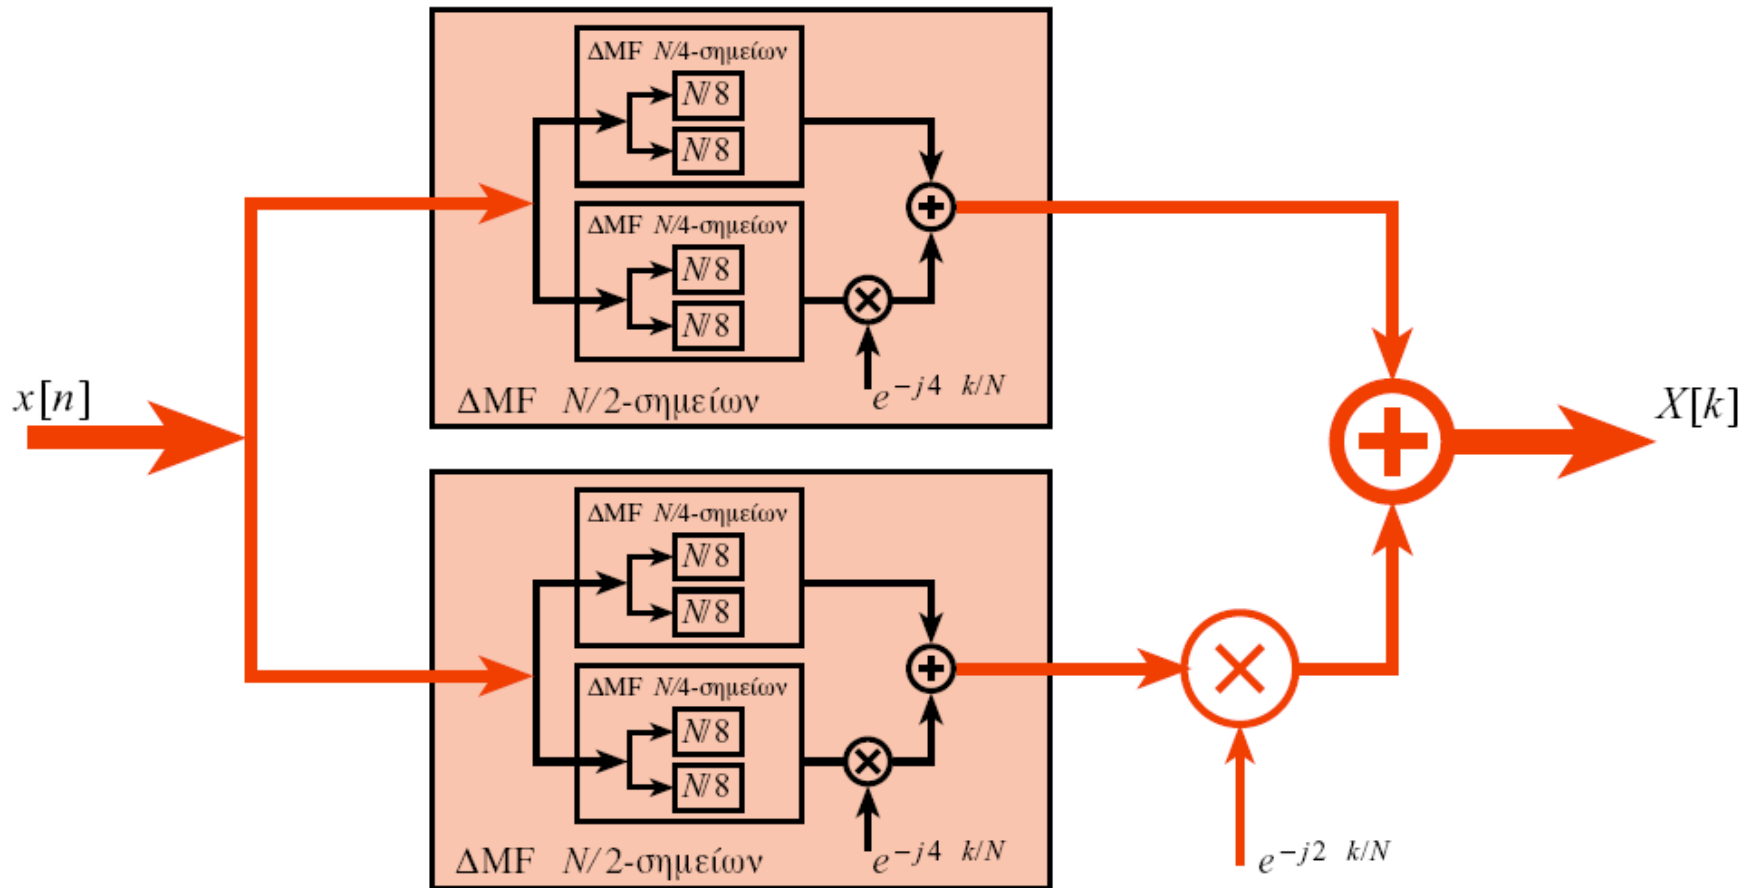 ΔMF N/4-σημείων
N/8
N/8
ΔMF N/4-σημείων
N/8
N/8
e^{-j4 k/N}
ΔMF N/2-σημείων
x[n]
X[k]
ΔMF N/4-σημείων
N/8
N/8
ΔMF N/4-σημείων
N/8
N/8
e^{-j4 k/N}
ΔMF N/2-σημείων
e^{-j2 k/N}